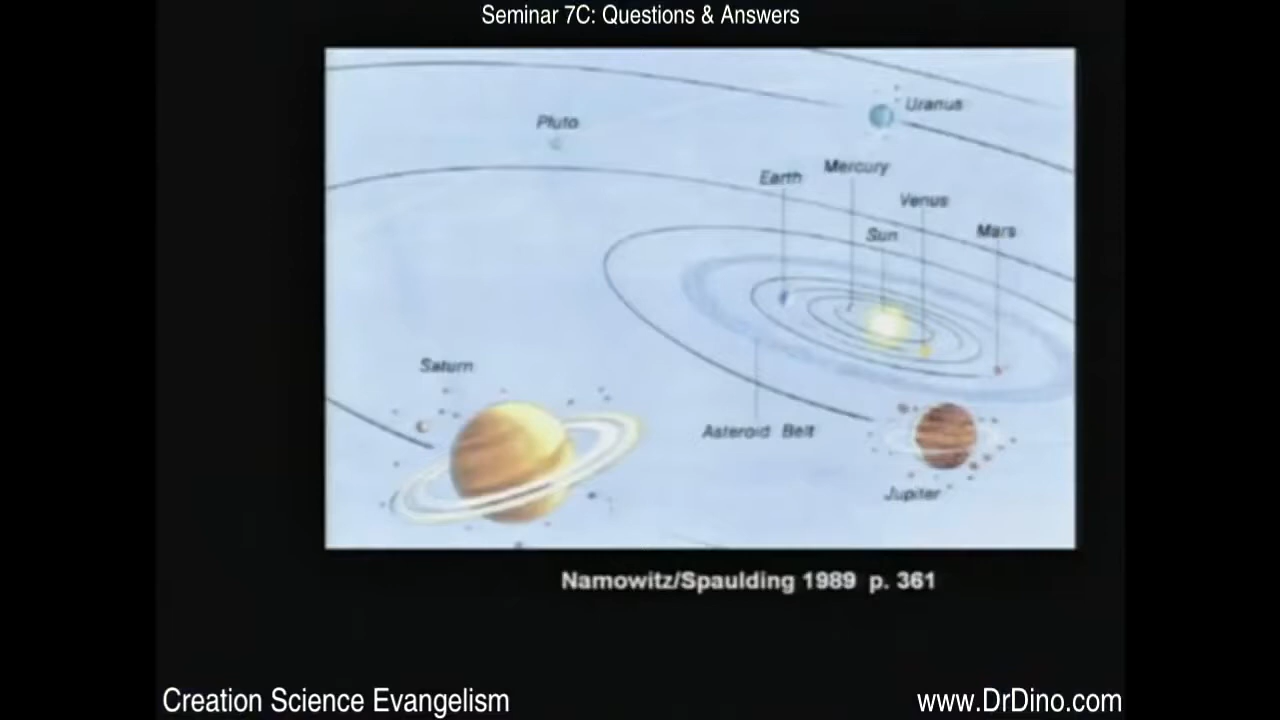 Seminar 7C: Questions & Answers
Uranus
Pluto
Mercury
Earth
Venus
Sun
Mars
Saturn
Asteroid Belt
Jupiter
Namowitz/Spaulding 1989 p. 361
Creation Science Evangelism
www.DrDino.com